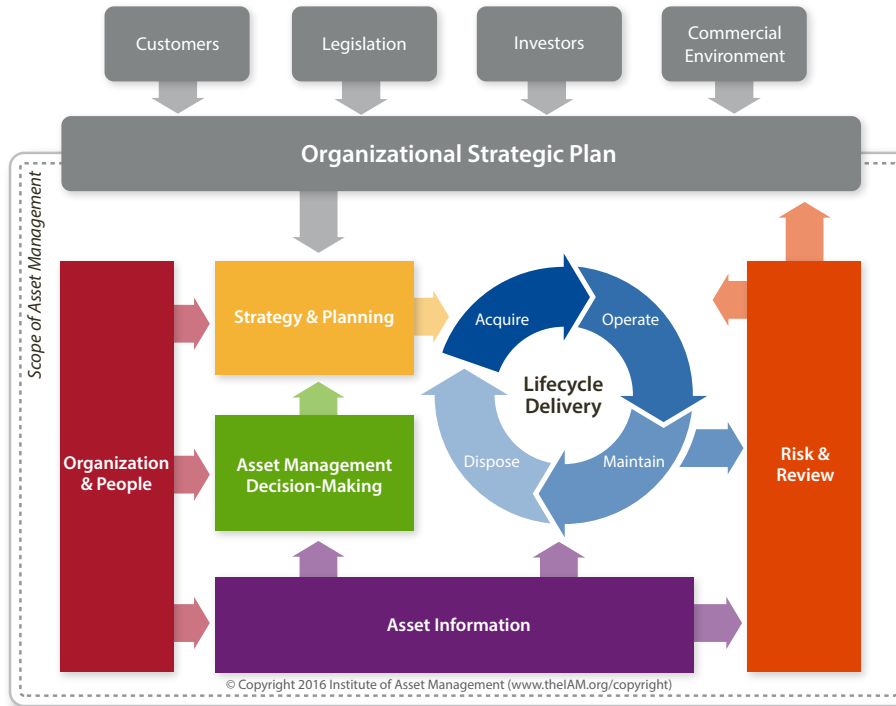 Customers
Legislation
Investors
Commercial
Environment
Organizational Strategic Plan
Scope of Asset Management
Strategy & Planning
Acquire
Operate
Lifecycle
Delivery
Organization
& People
Asset Management
Decision-Making
Dispose
Maintain
Risk &
Review
Asset Information
© Copyright 2016 Institute of Asset Management (www.theIAM.org/copyright)